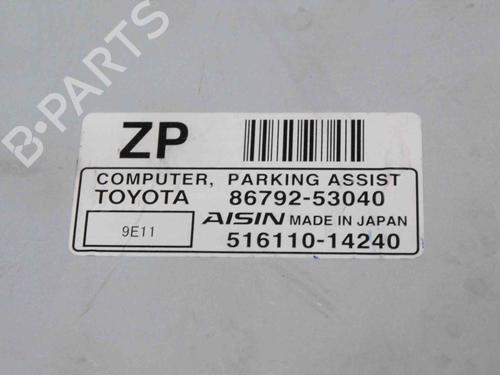 B-PARTS
ZP
COMPUTER, PARKING ASSIST
TOYOTA 86792-53040
9E11 AISIN MADE IN JAPAN
516110-14240